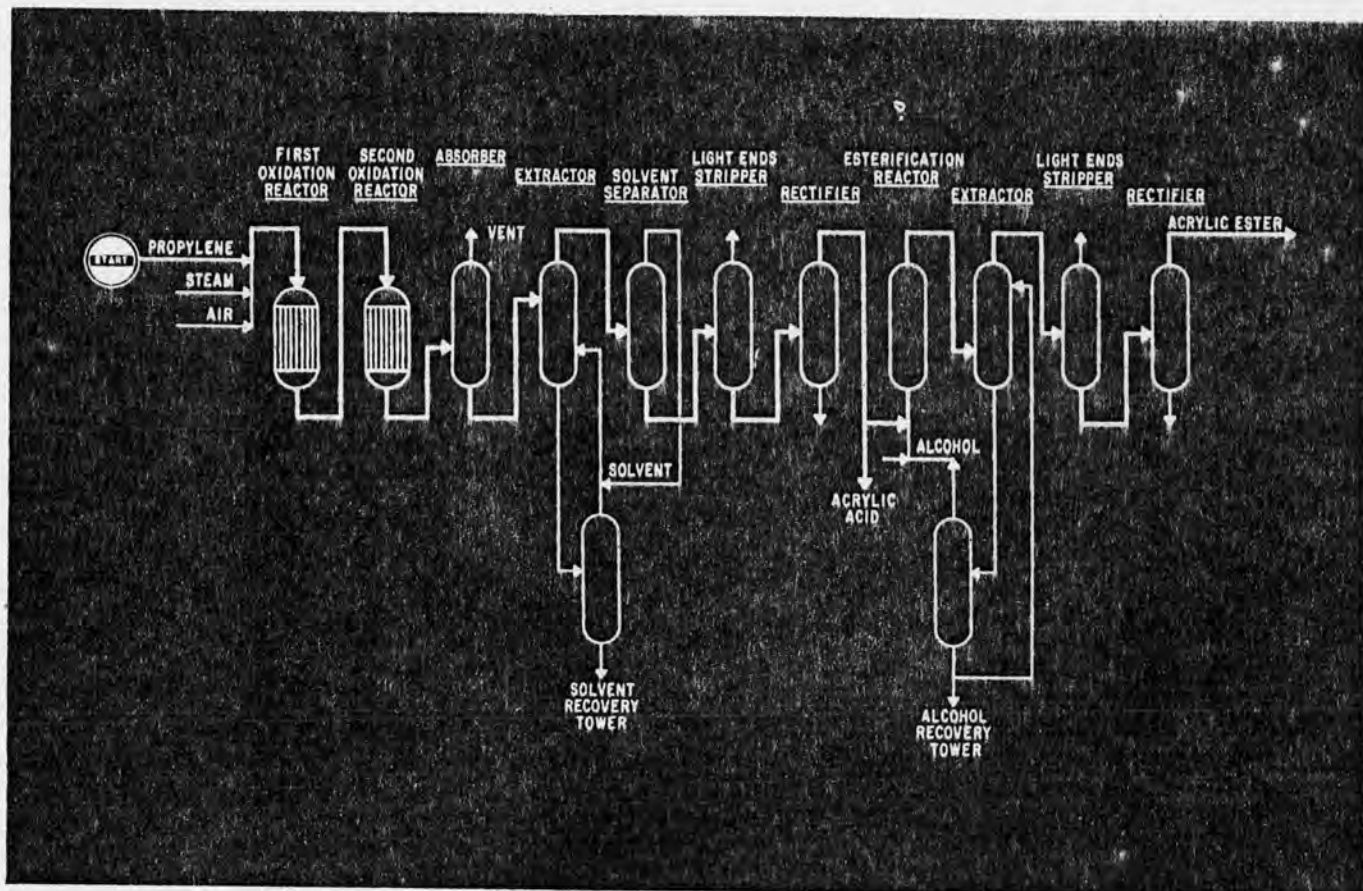 FIRST
OXIDATION
REACTOR
SECOND
OXIDATION
REACTOR
ABSORBER
EXTRACTOR
SOLVENT
SEPARATOR
LIGHT ENDS
STRIPPER
RECTIFIER
ESTERIFICATION
REACTOR
EXTRACTOR
LIGHT ENDS
STRIPPER
RECTIFIER
ACRYLIC ESTER
VENT
START
PROPYLENE
STEAM
AIR
SOLVENT
ALCOHOL
ACRYLIC
ACID
SOLVENT
RECOVERY
TOWER
ALCOHOL
RECOVERY
TOWER